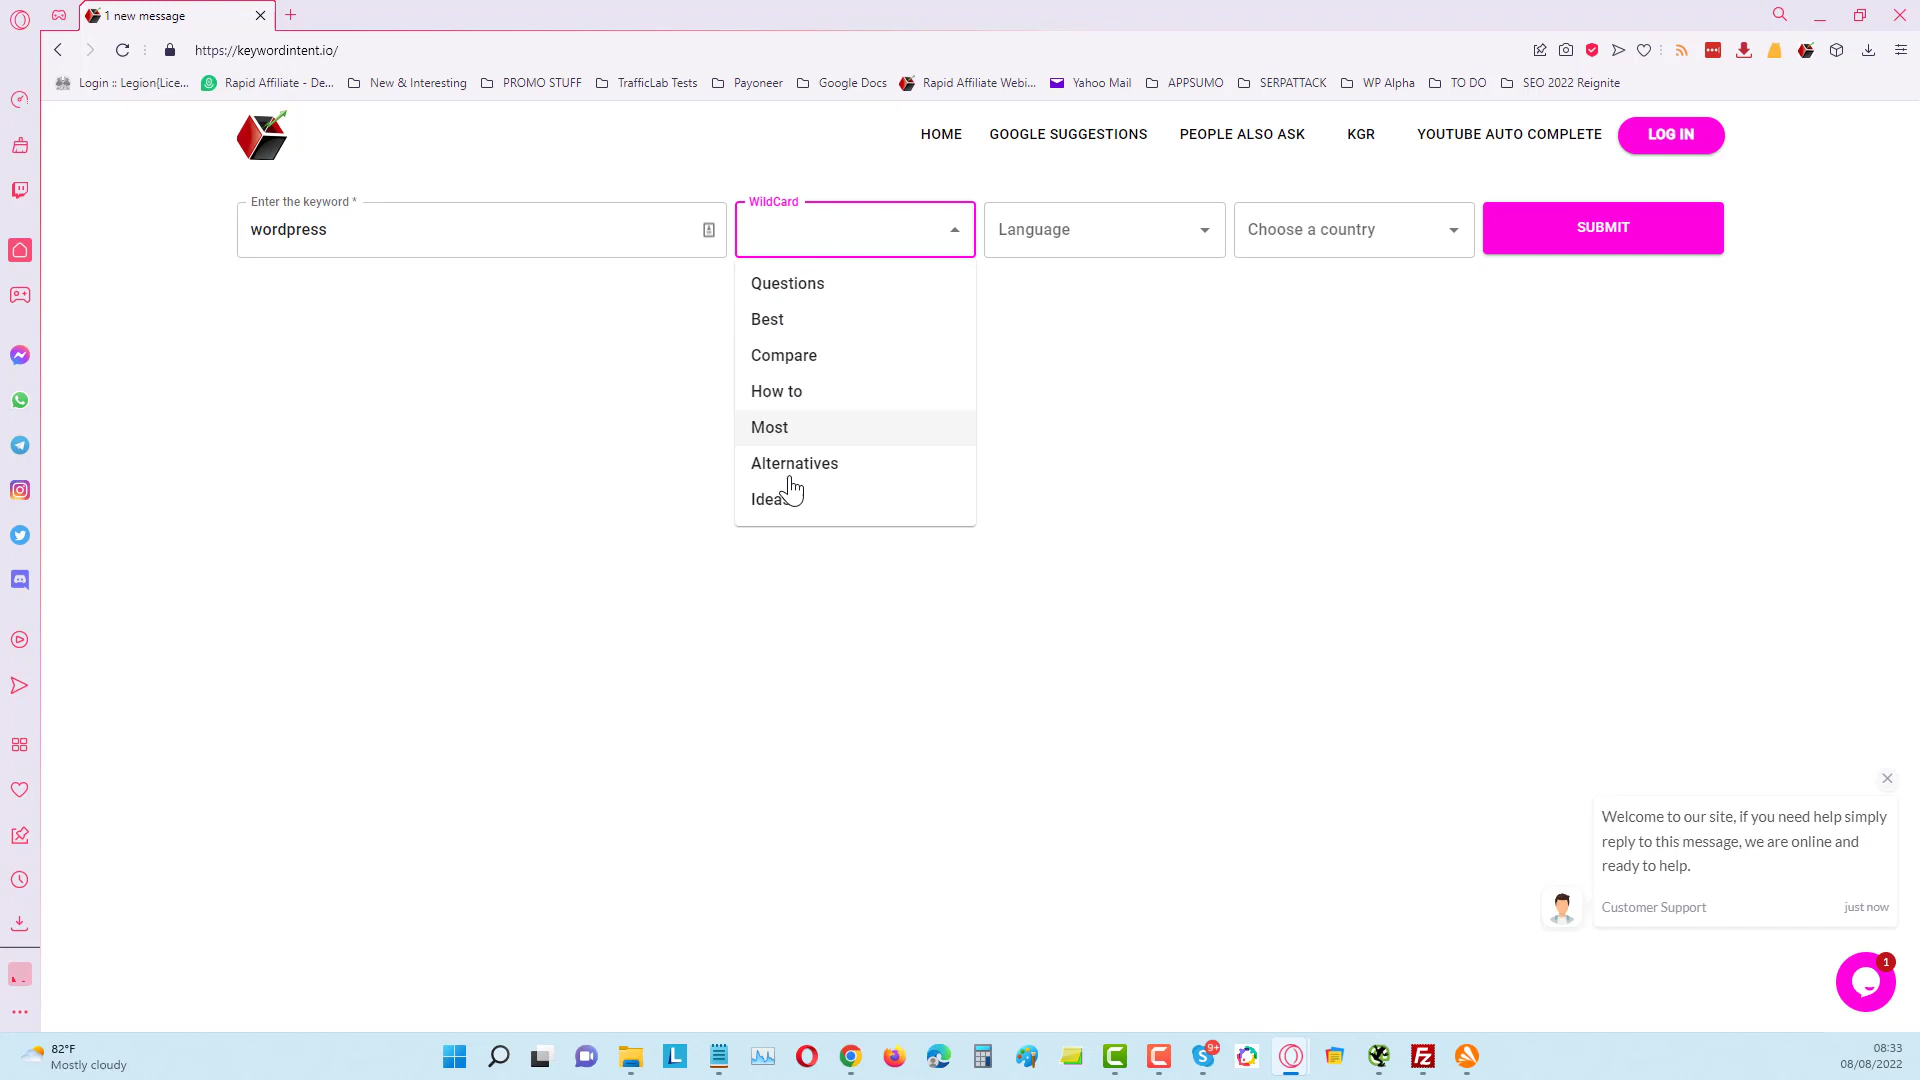 1 new message
https://keywordintent.io/
Login :: Legion{Lice...
Rapid Affiliate - De...
New & Interesting
PROMO STUFF
TrafficLab Tests
Payoneer
Google Docs
Rapid Affiliate Webi...
Yahoo Mail
APPSUMO
SERPATTACK
WP Alpha
TO DO
SEO 2022 Reignite
HOME
GOOGLE SUGGESTIONS
PEOPLE ALSO ASK
KGR
YOUTUBE AUTO COMPLETE
LOG IN
Enter the keyword *
wordpress
WildCard
Language
Choose a country
SUBMIT
Questions
Best
Compare
How to
Most
Alternatives
Ideas
Welcome to our site, if you need help simply
reply to this message, we are online and
ready to help.
Customer Support
just now
1
82°F
Mostly cloudy
L
9+
FZ
08:33
08/08/2022